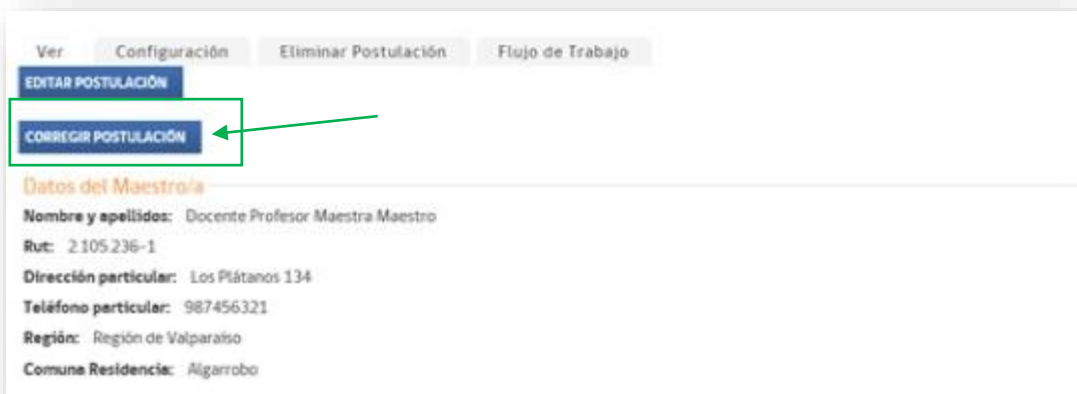 Ver Configuración Eliminar Postulación Flujo de Trabajo
EDITAR POSTULACIÓN
CORREGIR POSTULACIÓN
Datos del Maestro/a
Nombre y apellidos: Docente Profesor Maestra Maestro
Rut: 2.105.236-1
Dirección particular: Los Plátanos 134
Teléfono particular: 987456321
Región: Región de Valparaíso
Comuna Residencia: Algarrobo